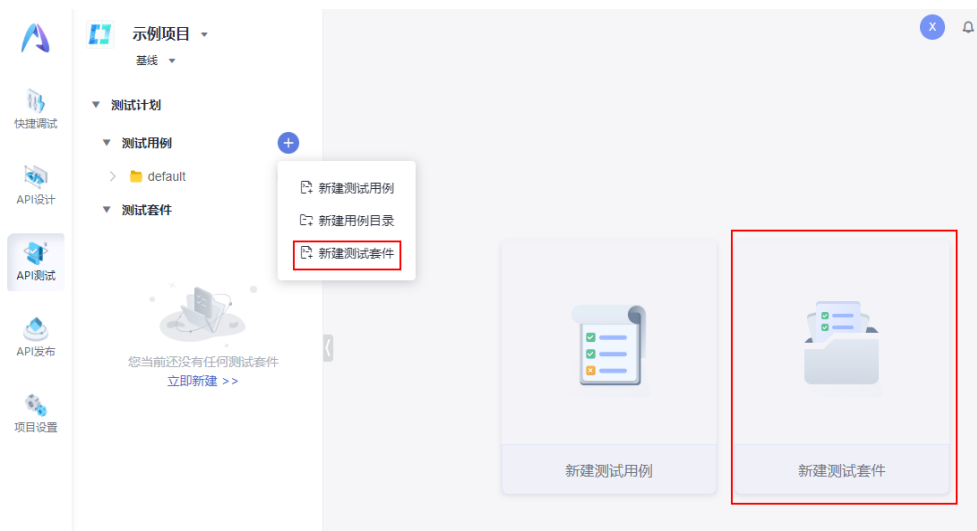 示例项目
基线
X
快捷调试
API设计
API测试
API发布
项目设置
测试计划
测试用例
default
测试套件
新建测试用例
新建用例目录
新建测试套件
您当前还没有任何测试套件
立即新建 >>
新建测试用例
新建测试套件